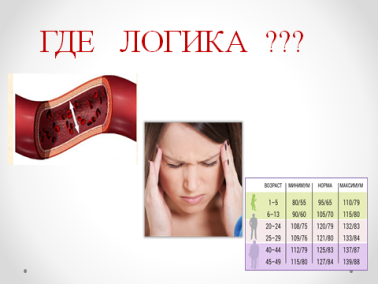 ГДЕ ЛОГИКА ???
ВОЗРАСТ МИНИМУМ НОРМА МАКСИМУМ
1–5 80/55 95/65 110/79
6–13 90/60 105/70 115/80
20–24 108/75 120/79 132/83
25–29 109/76 121/80 133/84
40–44 112/79 125/83 137/87
45–49 115/80 127/84 139/88